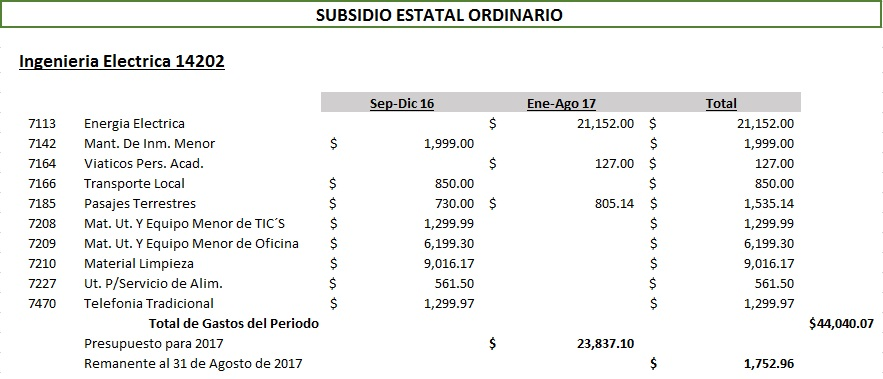 SUBSIDIO ESTATAL ORDINARIO
Ingenieria Electrica 14202
Sep-Dic 16 Ene-Ago 17 Total
7113 Energia Electrica $ 21,152.00 $ 21,152.00
7142 Mant. De Inm. Menor $ 1,999.00 $ 1,999.00
7164 Viaticos Pers. Acad. $ 127.00 $ 127.00
7166 Transporte Local $ 850.00 $ 850.00
7185 Pasajes Terrestres $ 730.00 $ 805.14 $ 1,535.14
7208 Mat. Ut. Y Equipo Menor de TIC´S $ 1,299.99 $ 1,299.99
7209 Mat. Ut. Y Equipo Menor de Oficina $ 6,199.30 $ 6,199.30
7210 Material Limpieza $ 9,016.17 $ 9,016.17
7227 Ut. P/Servicio de Alim. $ 561.50 $ 561.50
7470 Telefonia Tradicional $ 1,299.97 $ 1,299.97
Total de Gastos del Periodo $44,040.07
Presupuesto para 2017 $ 23,837.10
Remanente al 31 de Agosto de 2017 $ 1,752.96